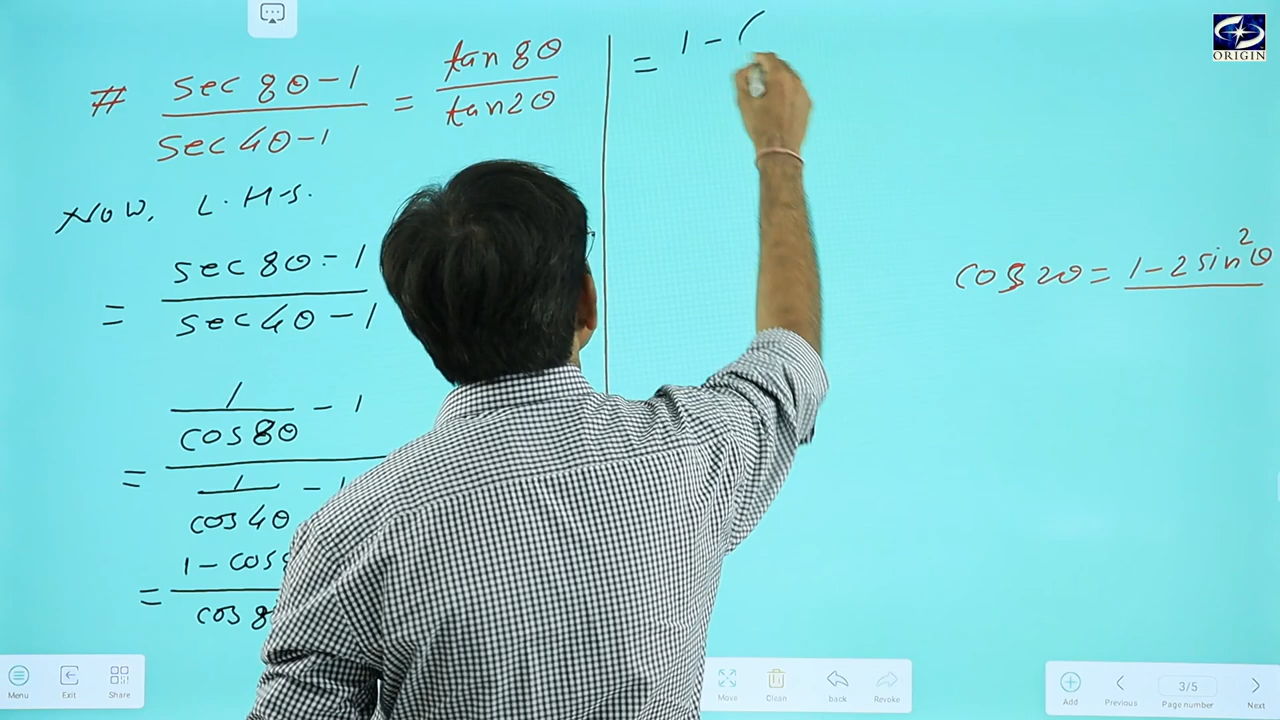 # sec 8θ - 1 / sec 4θ - 1 = tan 8θ / tan 2θ
Now, L.H.S.
= sec 8θ - 1 / sec 4θ - 1
= 1 / cos 8θ - 1 / 1 / cos 4θ - 1
= 1 - cos / cos 8
= 1 - (
cos 2θ = 1 - 2 sin²θ
ORIGIN
Menu
Exit
Share
Move
Clean
back
Revoke
Add
Previous
3/5
Page number
Next